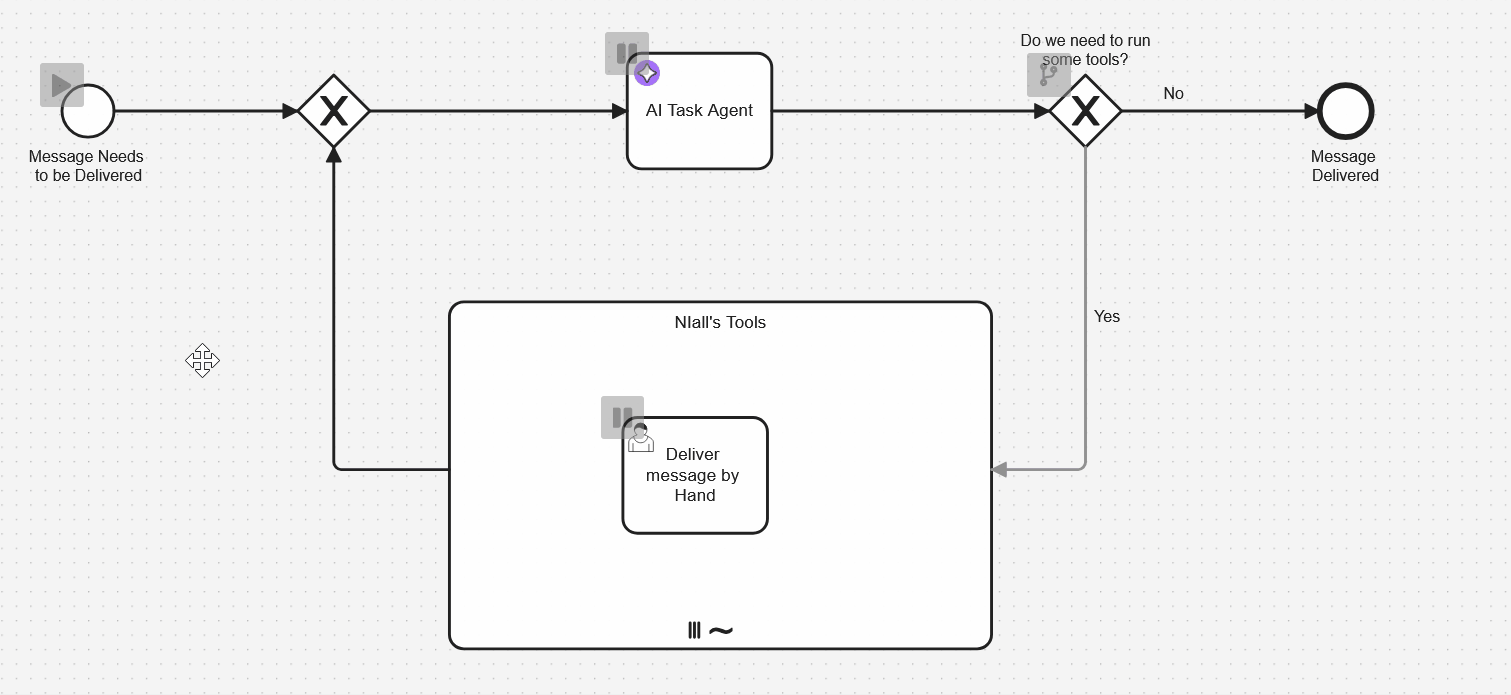 Do we need to run
some tools?
No
AI Task Agent
Message Needs
to be Delivered
Message
Delivered
Yes
NIall's Tools
Deliver
message by
Hand